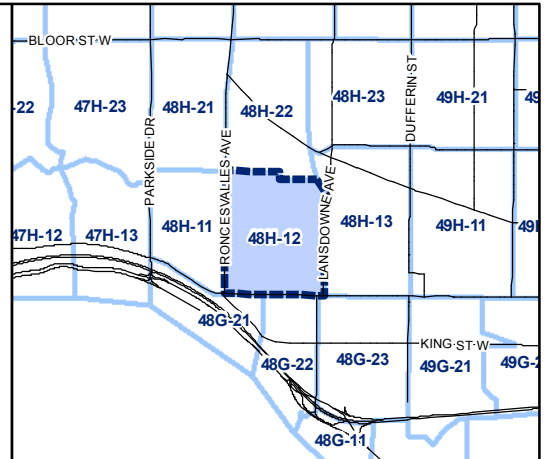 BLOOR ST W
-22
47H-23
48H-21
48H-22
48H-23
49H-21
49
DUFFERIN ST
PARKSIDE DR
RONCESVALLES AVE
LANSDOWNE AVE
47H-12
47H-13
48H-11
48H-12
48H-13
49H-11
49H
48G-21
KING ST W
48G-22
48G-23
49G-21
49G-2
48G-11